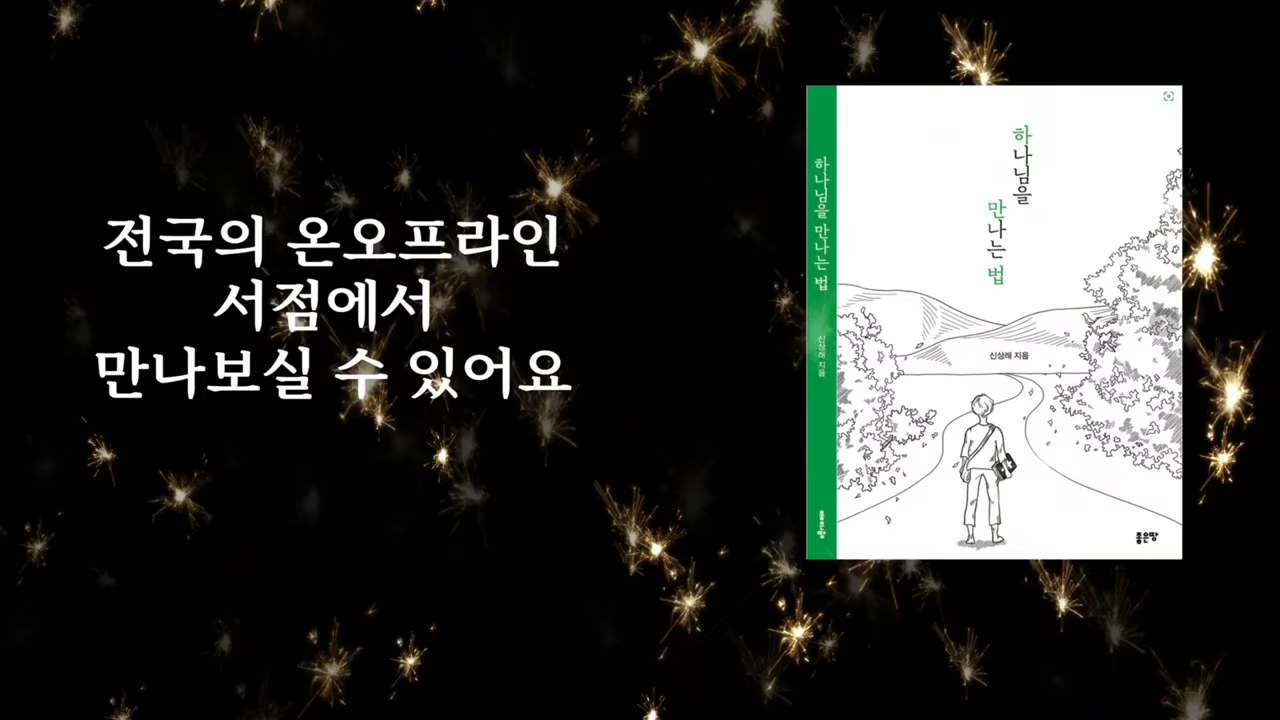 전국의 온오프라인
서점에서
만나보실 수 있어요
하나님을 만나는 법
신상래 지음
좋은땅
하나님을
만나는 법
신상래 지음
좋은땅